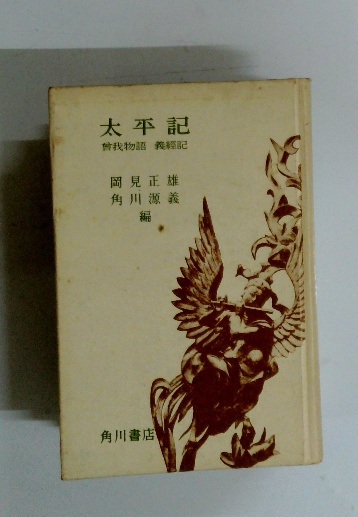 太平記
曾我物語 義經記
岡見正雄
角川源義
編
角川書店